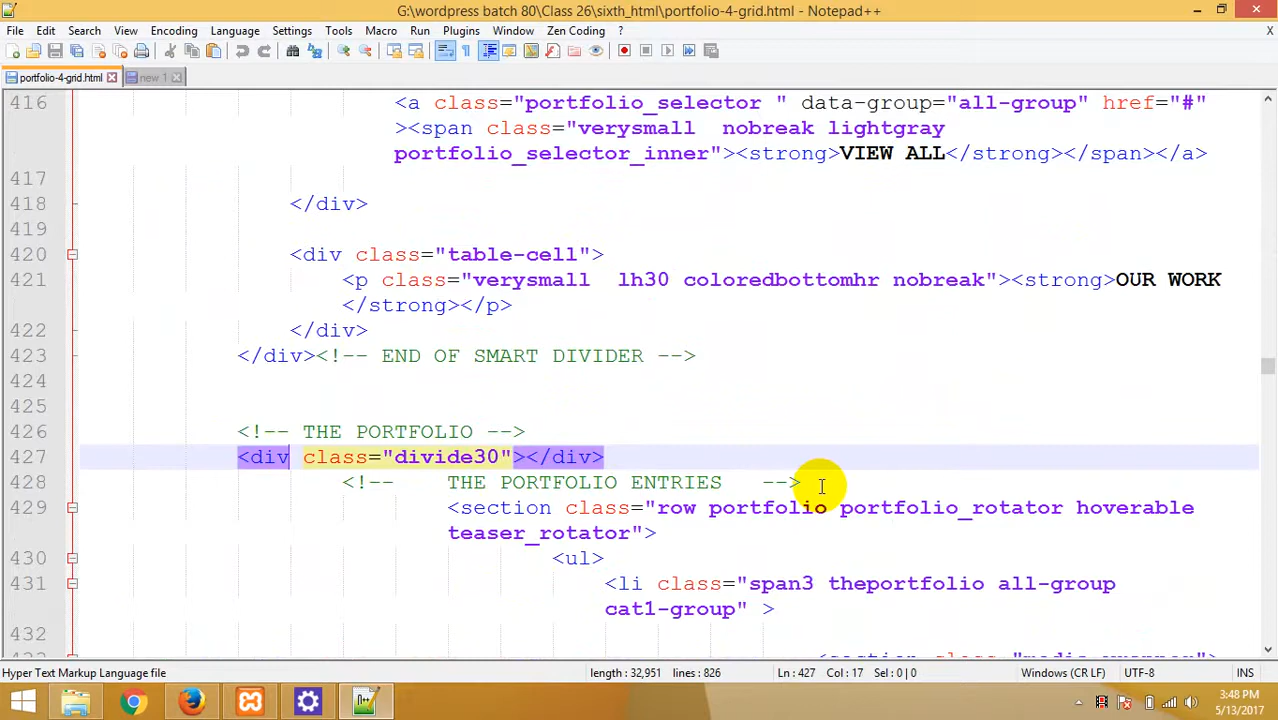 G:\wordpress batch 80\Class 26\sixth_html\portfolio-4-grid.html - Notepad++
File Edit Search View Encoding Language Settings Tools Macro Run Plugins Window Zen Coding ? X
portfolio-4-grid.html new 1
416 <a class="portfolio_selector " data-group="all-group" href="#"
><span class="verysmall  nobreak lightgray
portfolio_selector_inner"><strong>VIEW ALL</strong></span></a>
417
418 </div>
419
420 <div class="table-cell">
421 <p class="verysmall  lh30 coloredbottomhr nobreak"><strong>OUR WORK
</strong></p>
422 </div>
423 </div><!-- END OF SMART DIVIDER -->
424
425
426 <!-- THE PORTFOLIO -->
427 <div class="divide30"></div>
428 <!--    THE PORTFOLIO ENTRIES   -->
429 <section class="row portfolio portfolio_rotator hoverable
teaser_rotator">
430 <ul>
431 <li class="span3 theportfolio all-group
cat1-group" >
432
Hyper Text Markup Language file length : 32,951 lines : 826 Ln : 427 Col : 17 Sel : 0 | 0 Windows (CR LF) UTF-8 INS
3:48 PM
5/13/2017